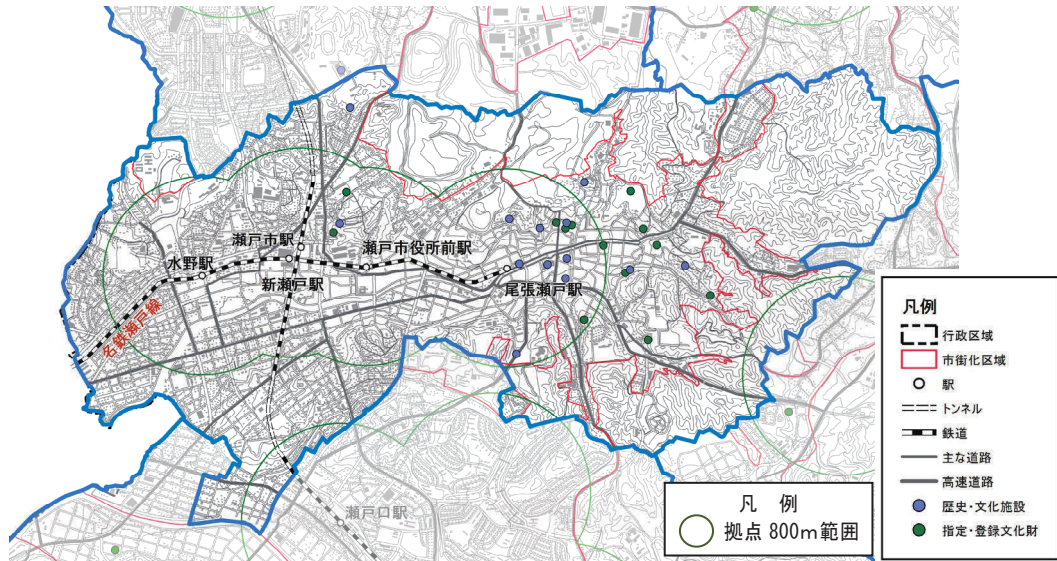 瀬戸市駅
瀬戸市役所前駅
水野駅
新瀬戸駅
尾張瀬戸駅
名鉄瀬戸線
瀬戸口駅
凡 例
拠点 800m範囲
凡例
行政区域
市街化区域
駅
トンネル
鉄道
主な道路
高速道路
歴史・文化施設
指定・登録文化財